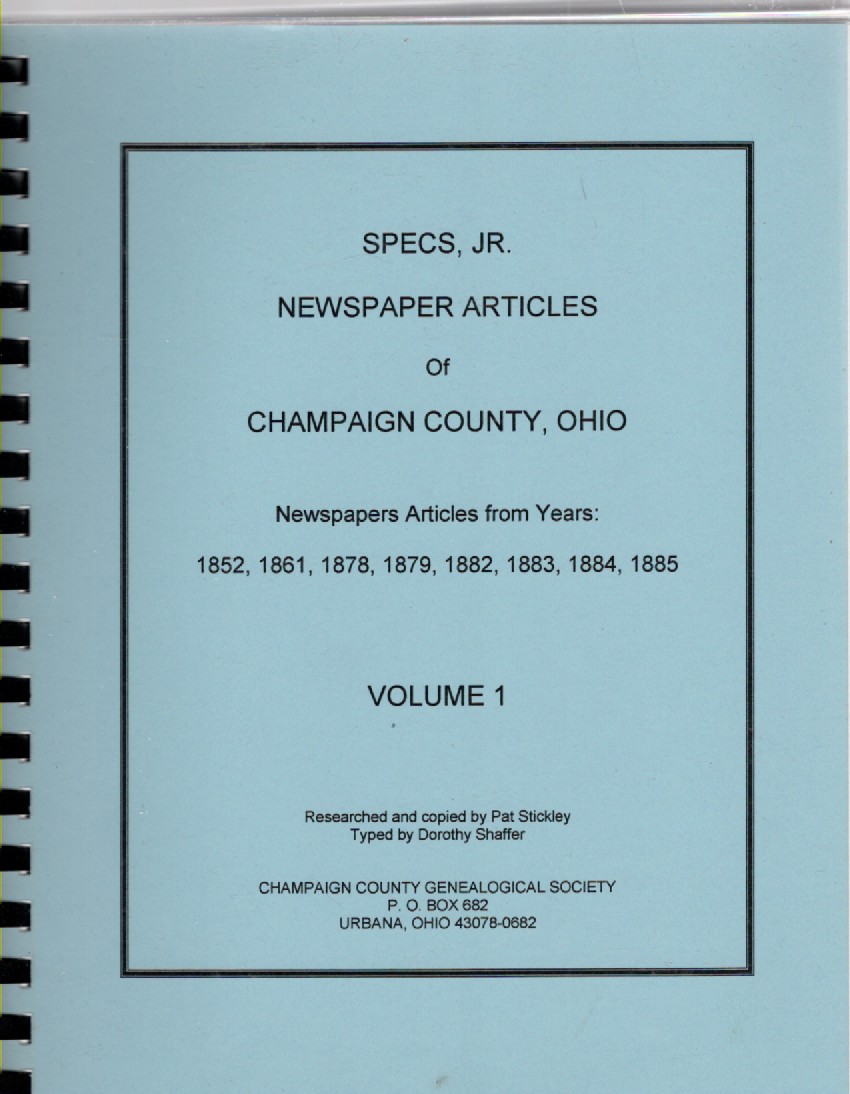 SPECS, JR.
NEWSPAPER ARTICLES
Of
CHAMPAIGN COUNTY, OHIO
Newspapers Articles from Years:
1852, 1861, 1878, 1879, 1882, 1883, 1884, 1885
VOLUME 1
Researched and copied by Pat Stickley
Typed by Dorothy Shaffer
CHAMPAIGN COUNTY GENEALOGICAL SOCIETY
P. O. BOX 682
URBANA, OHIO 43078-0682